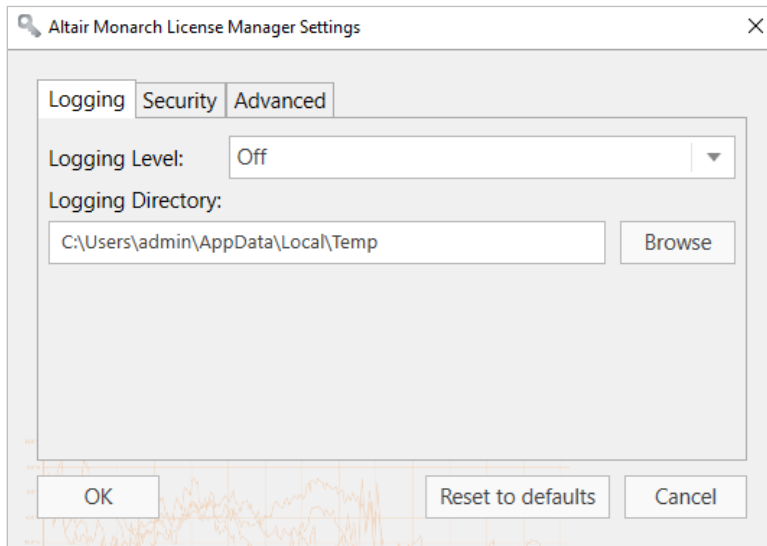 Altair Monarch License Manager Settings
Logging Security Advanced
Logging Level: Off
Logging Directory:
C:\Users\admin\AppData\Local\Temp Browse
OK Reset to defaults Cancel